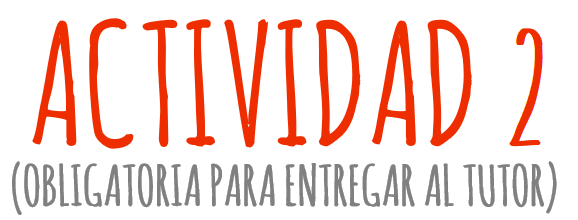 ACTIVIDAD 2
(OBLIGATORIA PARA ENTREGAR AL TUTOR)